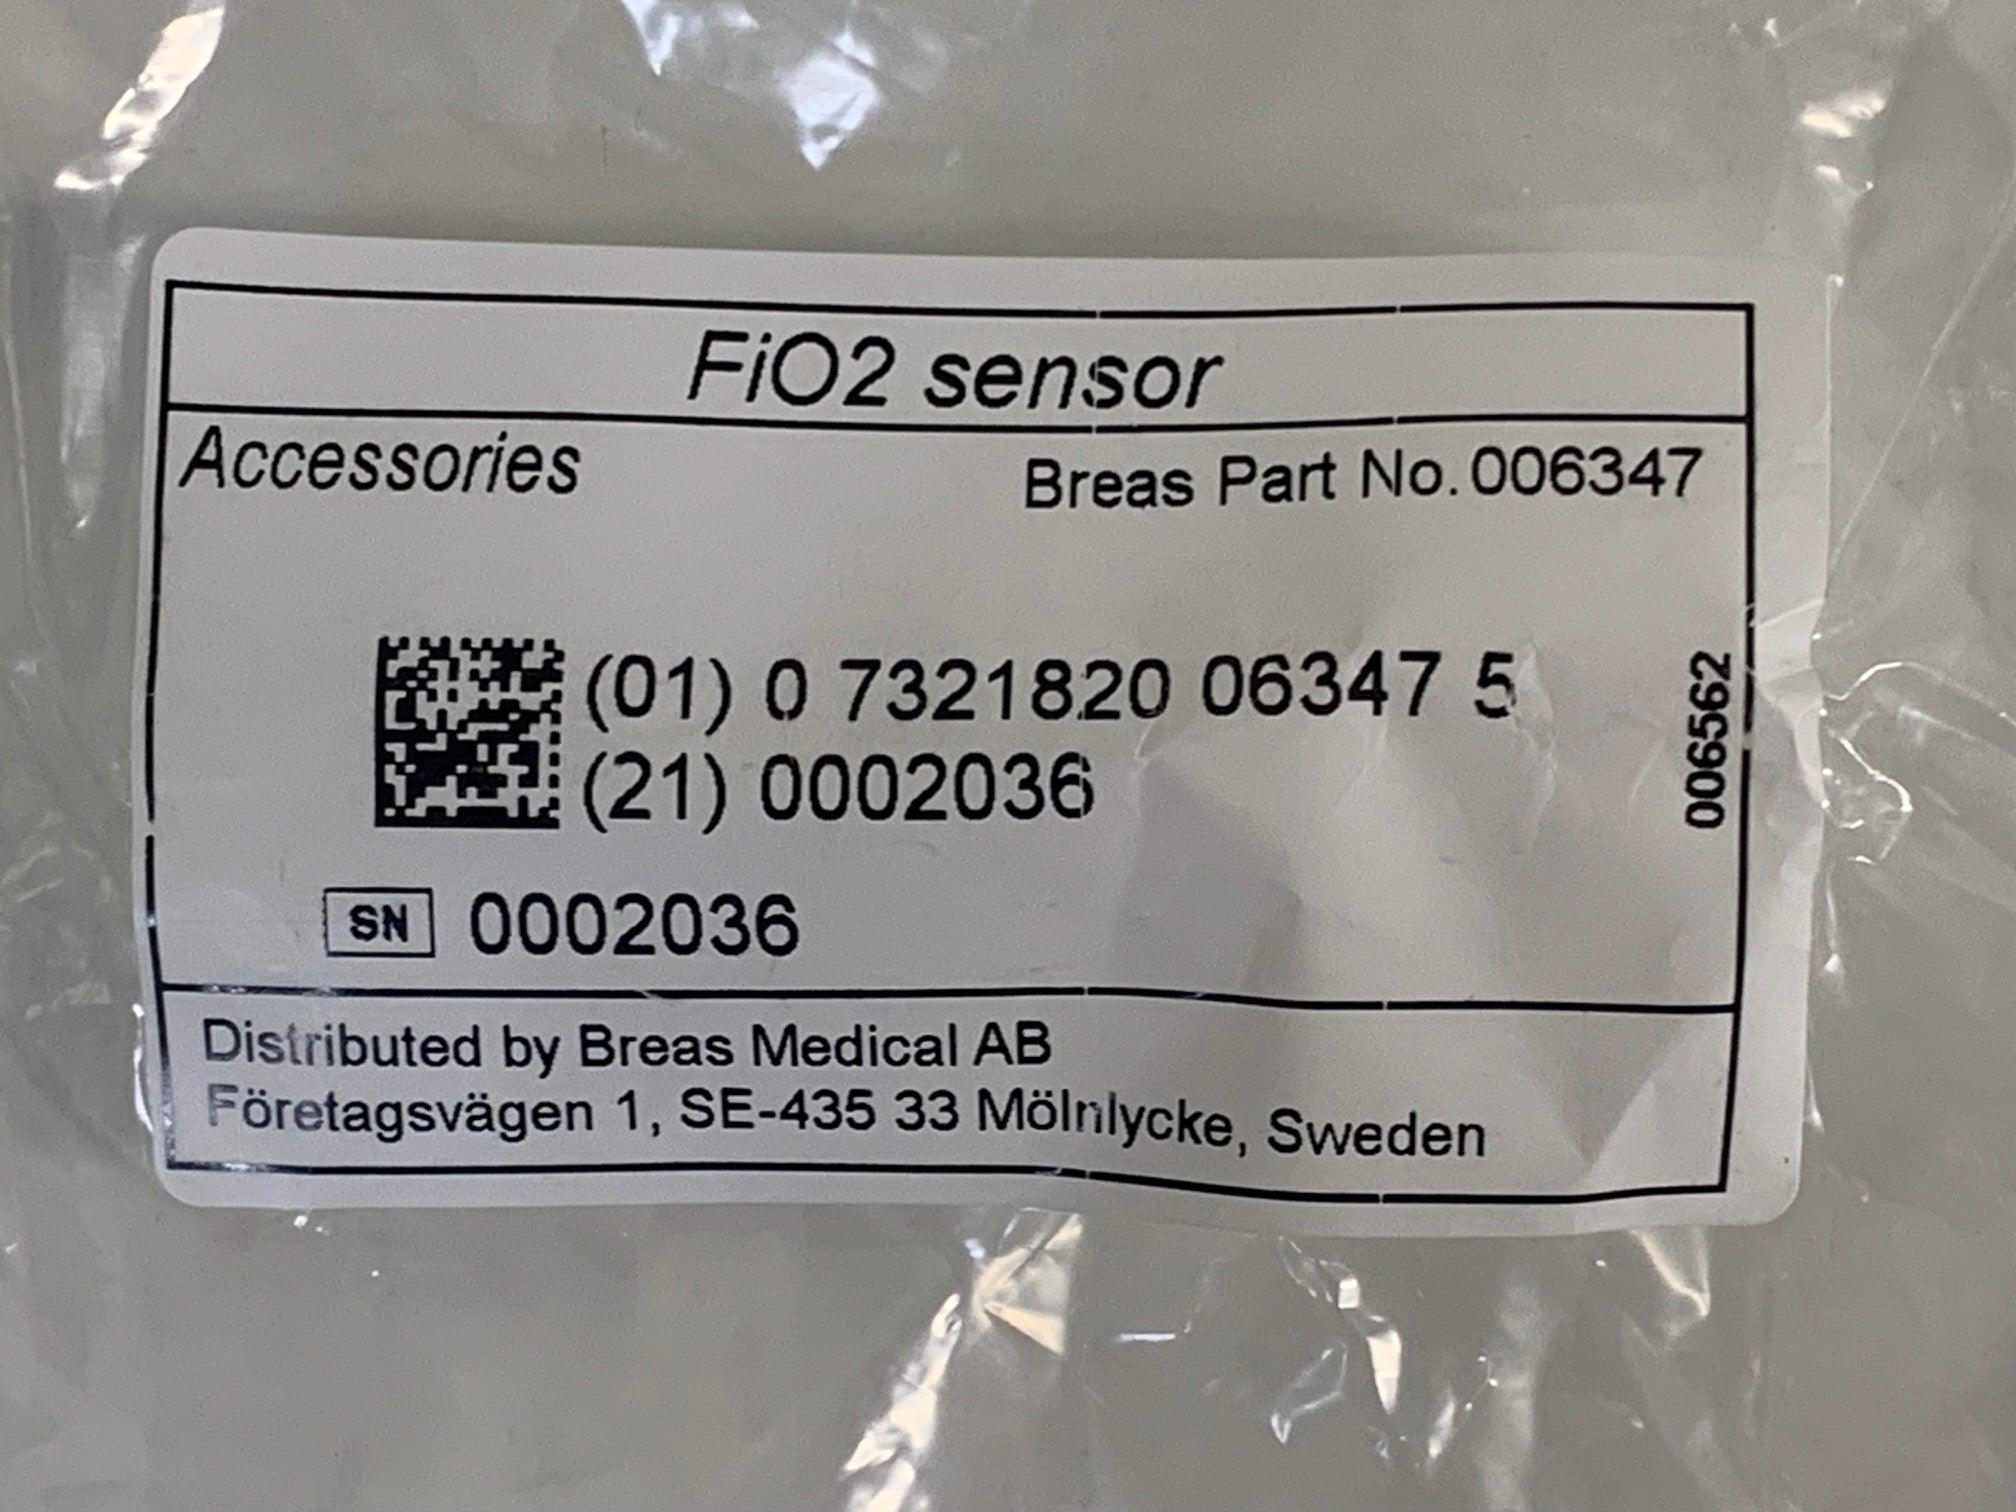 FiO2 sensor
Accessories
Breas Part No. 006347
(01) 0 7321820 06347 5
(21) 0002036
006562
SN 0002036
Distributed by Breas Medical AB
Företagsvägen 1, SE-435 33 Mölnlycke, Sweden